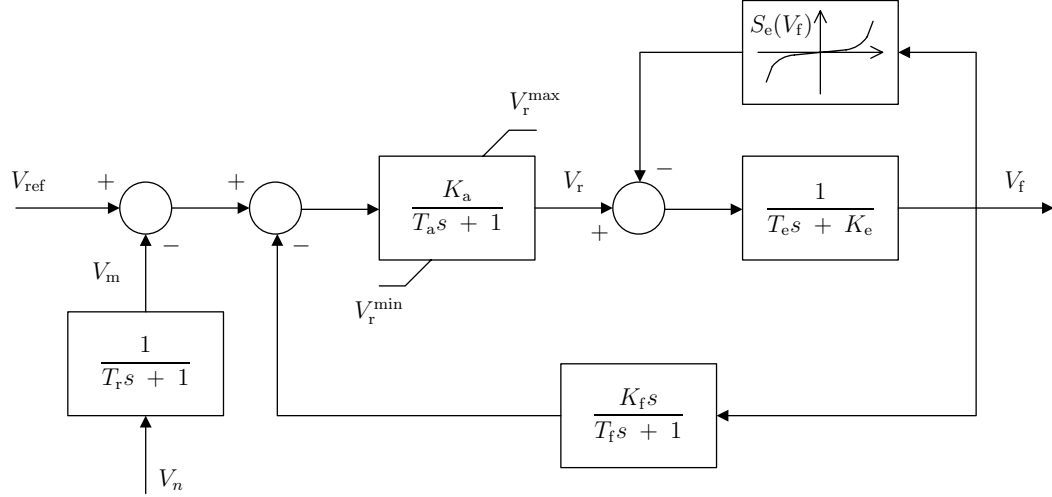 S_e(V_f)
V_r^max
V_ref
+
−
+
−
K_a
T_a s + 1
V_r
+
−
1
T_e s + K_e
V_f
V_m
V_r^min
1
T_r s + 1
K_f s
T_f s + 1
V_n